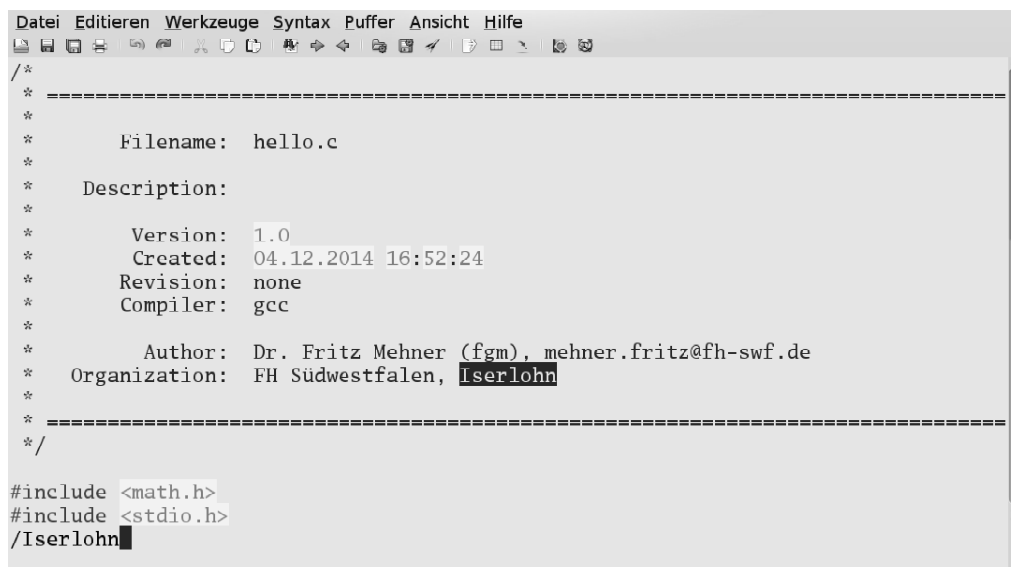 Datei Editieren Werkzeuge Syntax Puffer Ansicht Hilfe
/*
 * ===============================================================================
 *
 *       Filename:  hello.c
 *
 *    Description:
 *
 *        Version:  1.0
 *        Created:  04.12.2014 16:52:24
 *       Revision:  none
 *       Compiler:  gcc
 *
 *         Author:  Dr. Fritz Mehner (fgm), mehner.fritz@fh-swf.de
 *   Organization:  FH Südwestfalen, Iserlohn
 *
 * ===============================================================================
 */
#include <math.h>
#include <stdio.h>
/Iserlohn